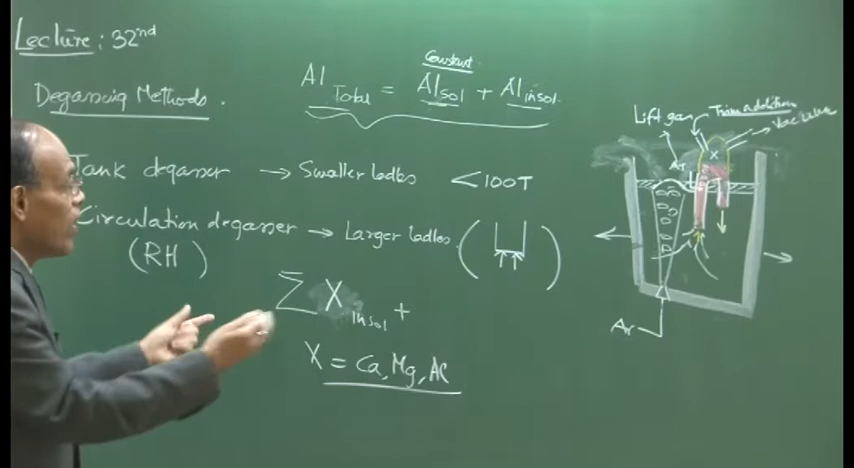 Lecture: 32nd
Degassing Methods.
Constant
Al Total = Alsol + Alinsol.
Tank degasser → Smaller ladles < 100T
Circulation degasser → Larger ladles
(RH)
Σ X insol +
X = Ca, Mg, Al
Lift gas
Trim addition
Vacuum
Ar
Ar